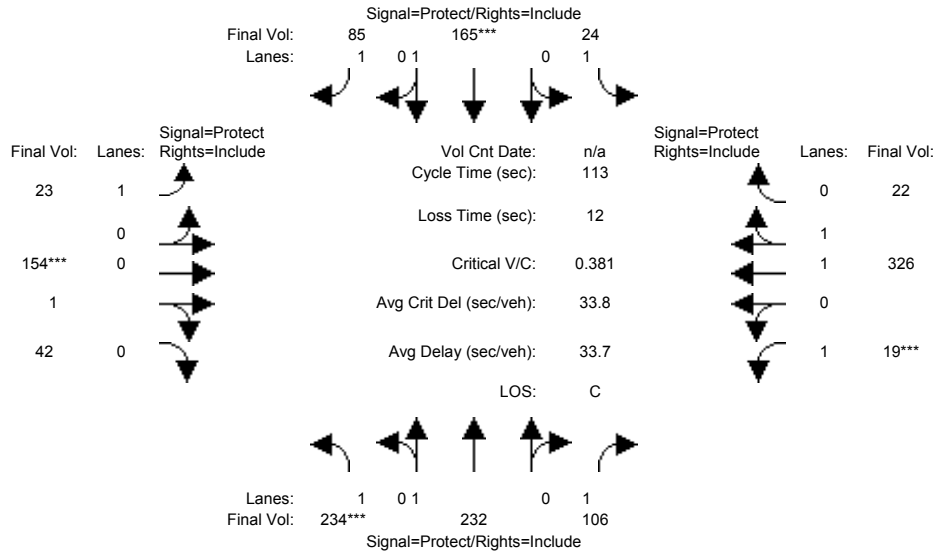 Signal=Protect/Rights=Include
Final Vol: 85 165*** 24
Lanes: 1 0 1 0 1
Signal=Protect
Final Vol: Lanes: Rights=Include
Vol Cnt Date: n/a
Signal=Protect
Rights=Include Lanes: Final Vol:
Cycle Time (sec): 113
23 1
0 22
Loss Time (sec): 12
0
1
154*** 0
Critical V/C: 0.381
1 326
1
Avg Crit Del (sec/veh): 33.8
0
42 0
Avg Delay (sec/veh): 33.7
1 19***
LOS: C
Lanes: 1 0 1 0 1
Final Vol: 234*** 232 106
Signal=Protect/Rights=Include